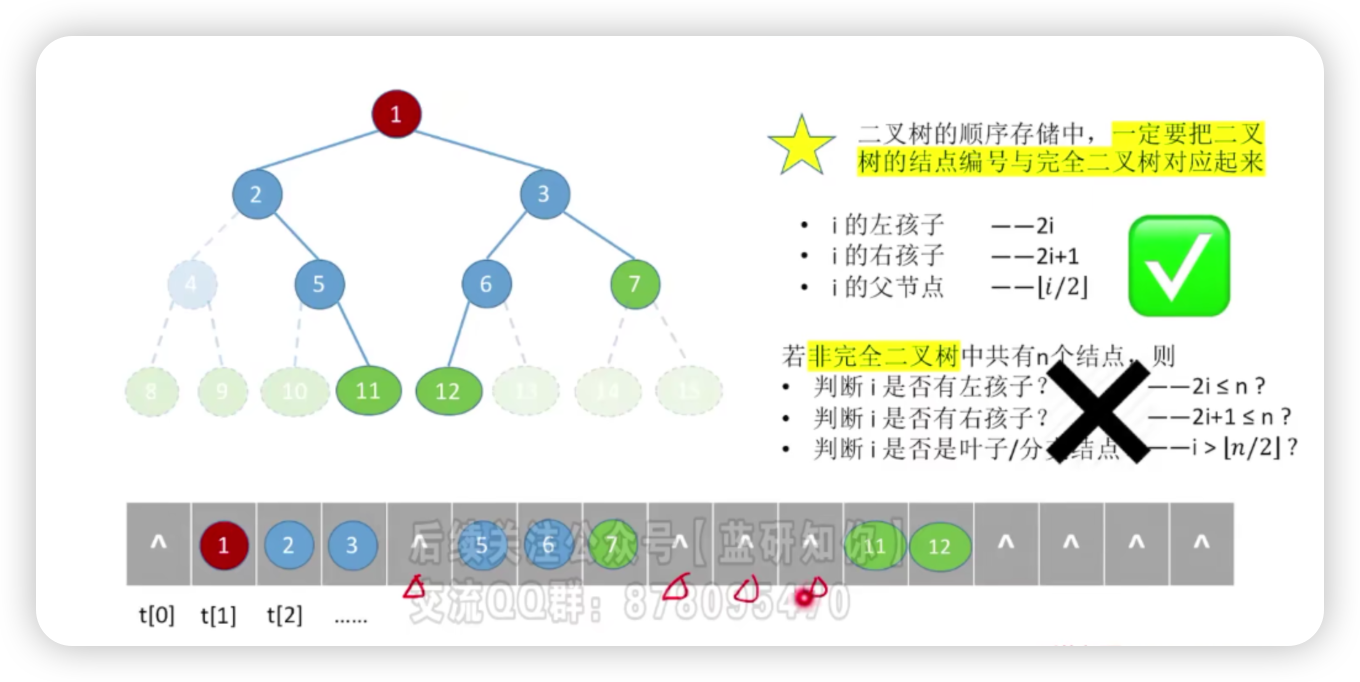 1
2 3
4 5 6 7
8 9 10 11 12 13 14 15
二叉树的顺序存储中，一定要把二叉
树的结点编号与完全二叉树对应起来
• i 的左孩子 ——2i
• i 的右孩子 ——2i+1
• i 的父节点 ——⌊i/2⌋
若非完全二叉树中共有n个结点，则
• 判断 i 是否有左孩子？ ——2i ≤ n ?
• 判断 i 是否有右孩子？ ——2i+1 ≤ n ?
• 判断 i 是否是叶子/分支结点 ——i > ⌊n/2⌋ ?
^ 1 2 3 ^ 5 6 7 ^ ^ ^ 11 12 ^ ^ ^ ^
后续关注公众号【蓝研知你】
交流QQ群：878095470
t[0] t[1] t[2] ……